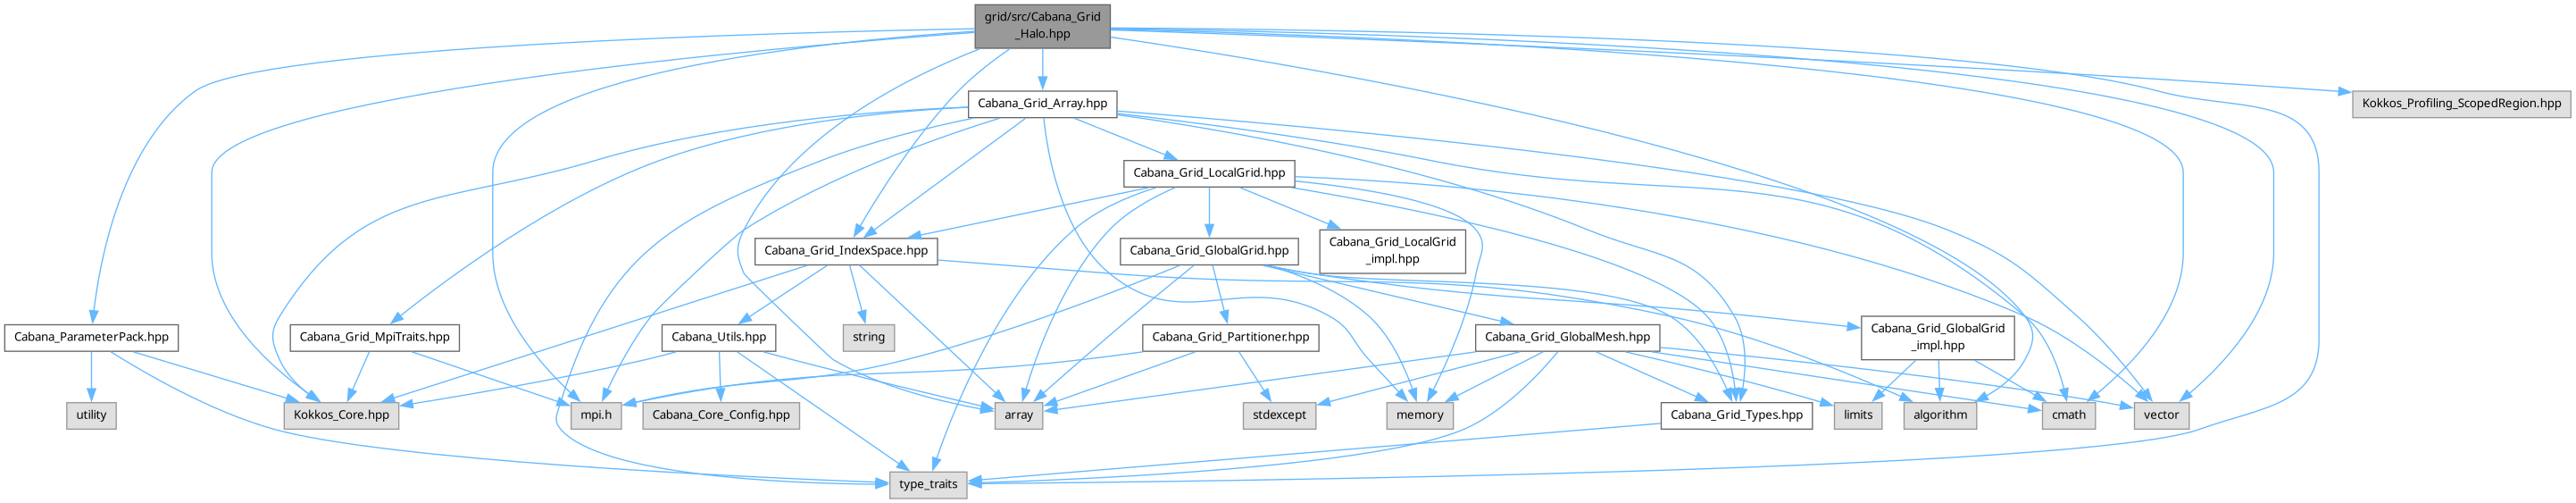 grid/src/Cabana_Grid
_Halo.hpp
Cabana_Grid_Array.hpp
Kokkos_Profiling_ScopedRegion.hpp
Cabana_Grid_LocalGrid.hpp
Cabana_Grid_IndexSpace.hpp
Cabana_Grid_GlobalGrid.hpp
Cabana_Grid_LocalGrid
_impl.hpp
Cabana_ParameterPack.hpp
Cabana_Grid_MpiTraits.hpp
Cabana_Utils.hpp
string
Cabana_Grid_Partitioner.hpp
Cabana_Grid_GlobalMesh.hpp
Cabana_Grid_GlobalGrid
_impl.hpp
utility
Kokkos_Core.hpp
mpi.h
Cabana_Core_Config.hpp
array
stdexcept
memory
Cabana_Grid_Types.hpp
limits
algorithm
cmath
vector
type_traits